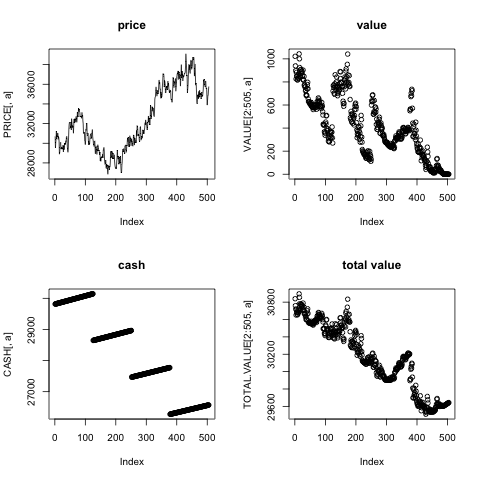 price
PRICE[, a]
28000 32000 36000
0 100 200 300 400 500
Index
value
VALUE[2:505, a]
0 200 600 1000
0 100 200 300 400 500
Index
cash
CASH[, a]
27000 29000
0 100 200 300 400 500
Index
total value
TOTAL.VALUE[2:505, a]
29600 30200 30800
0 100 200 300 400 500
Index